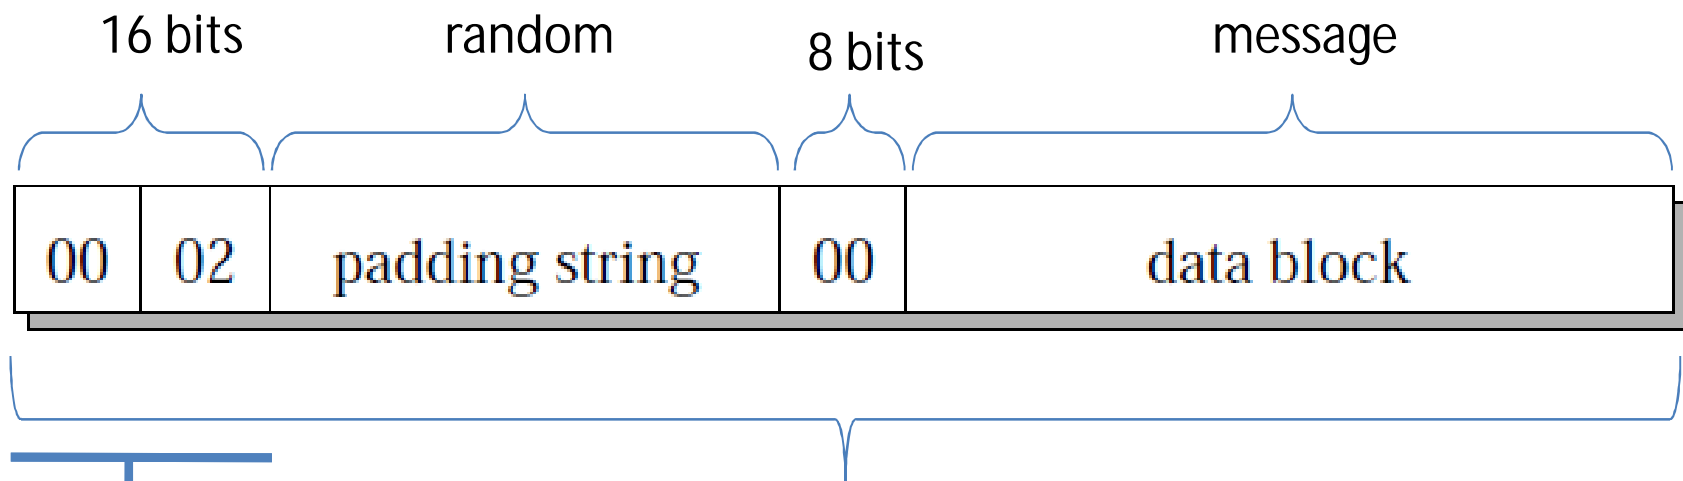 16 bits random 8 bits message
00 02 padding string 00 data block